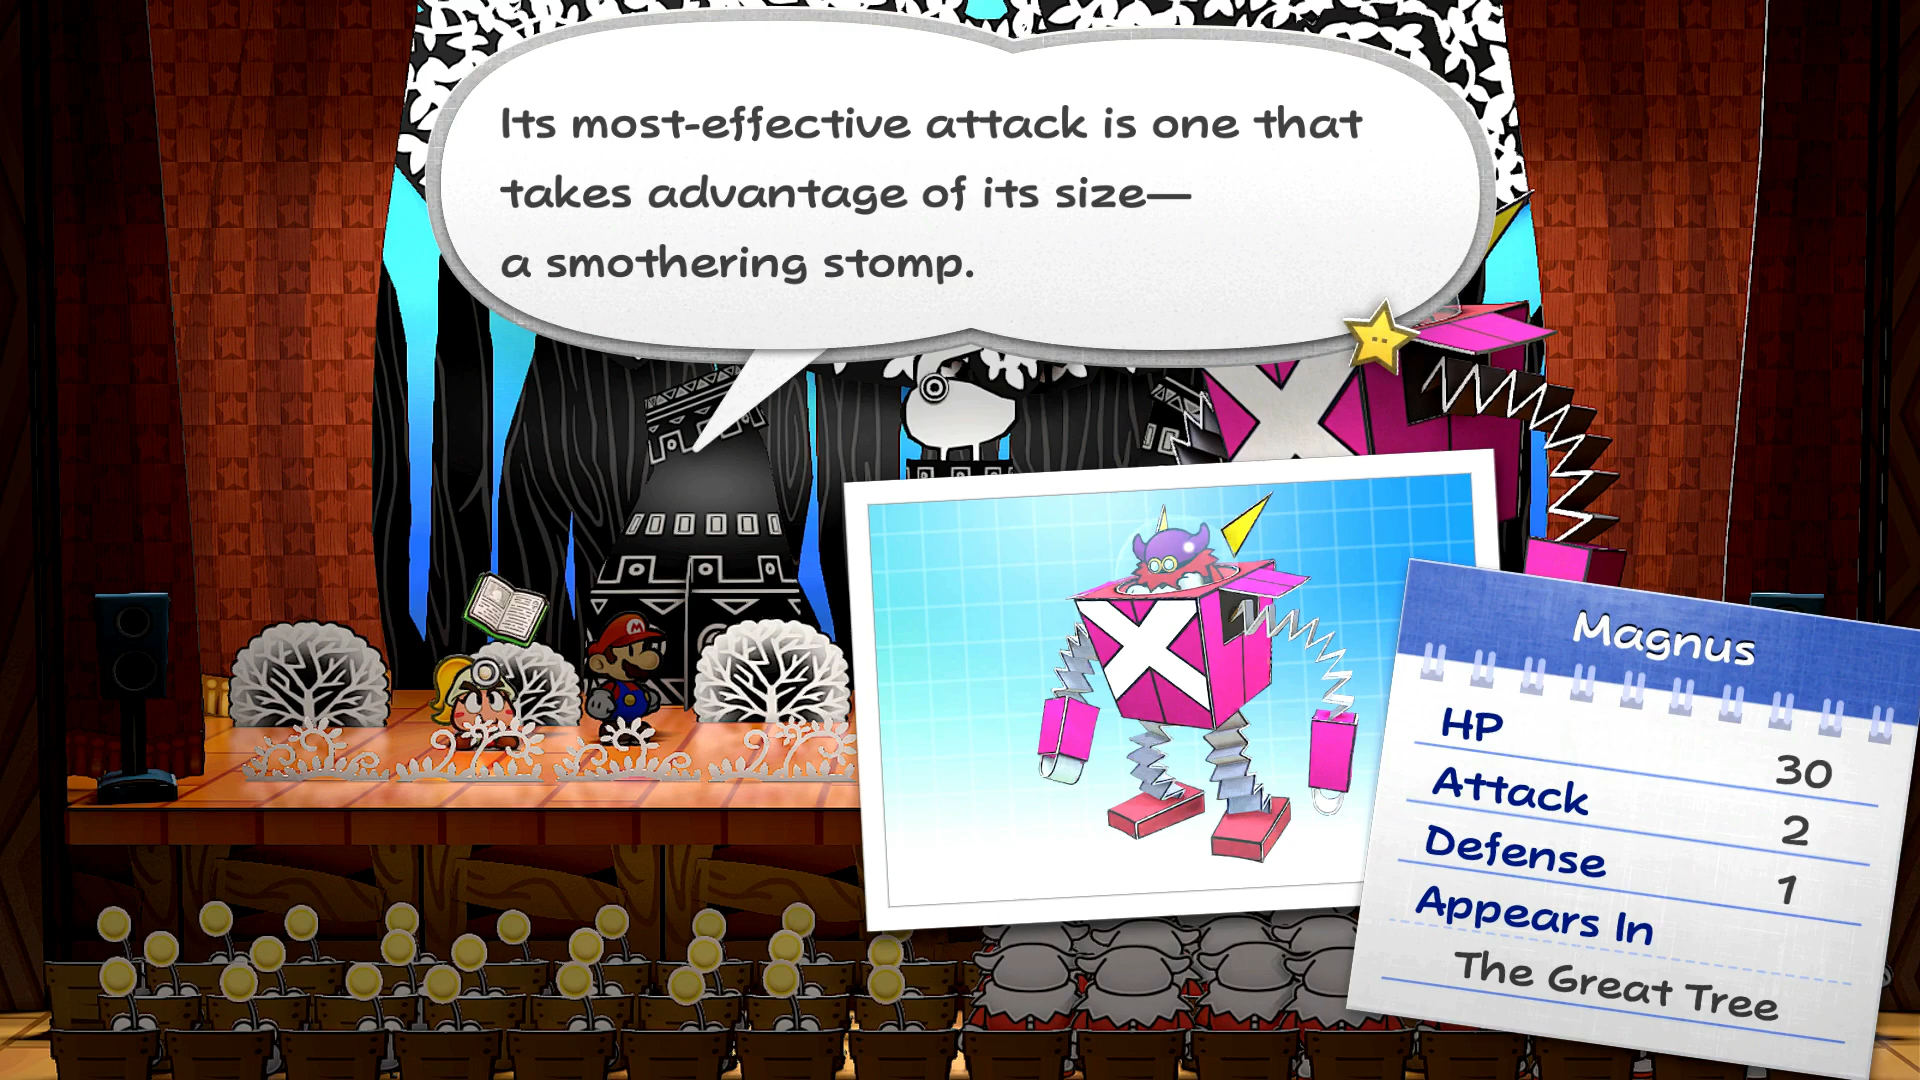 Its most-effective attack is one that
takes advantage of its size—
a smothering stomp.
M
X
X
Magnus
HP 30
Attack 2
Defense 1
Appears In
The Great Tree